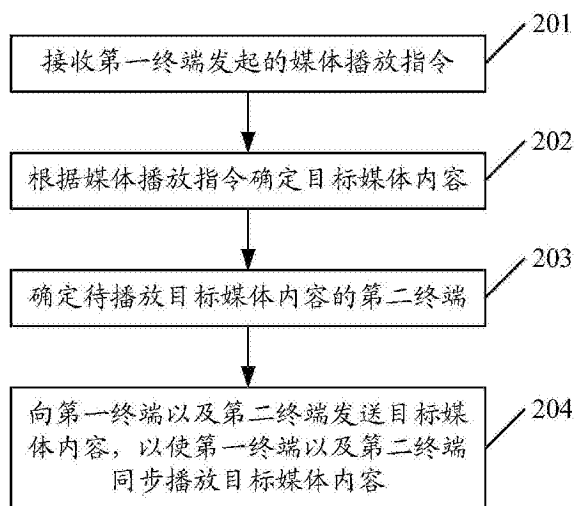 201
接收第一终端发起的媒体播放指令
202
根据媒体播放指令确定目标媒体内容
203
确定待播放目标媒体内容的第二终端
204
向第一终端以及第二终端发送目标媒
体内容，以使第一终端以及第二终端
同步播放目标媒体内容